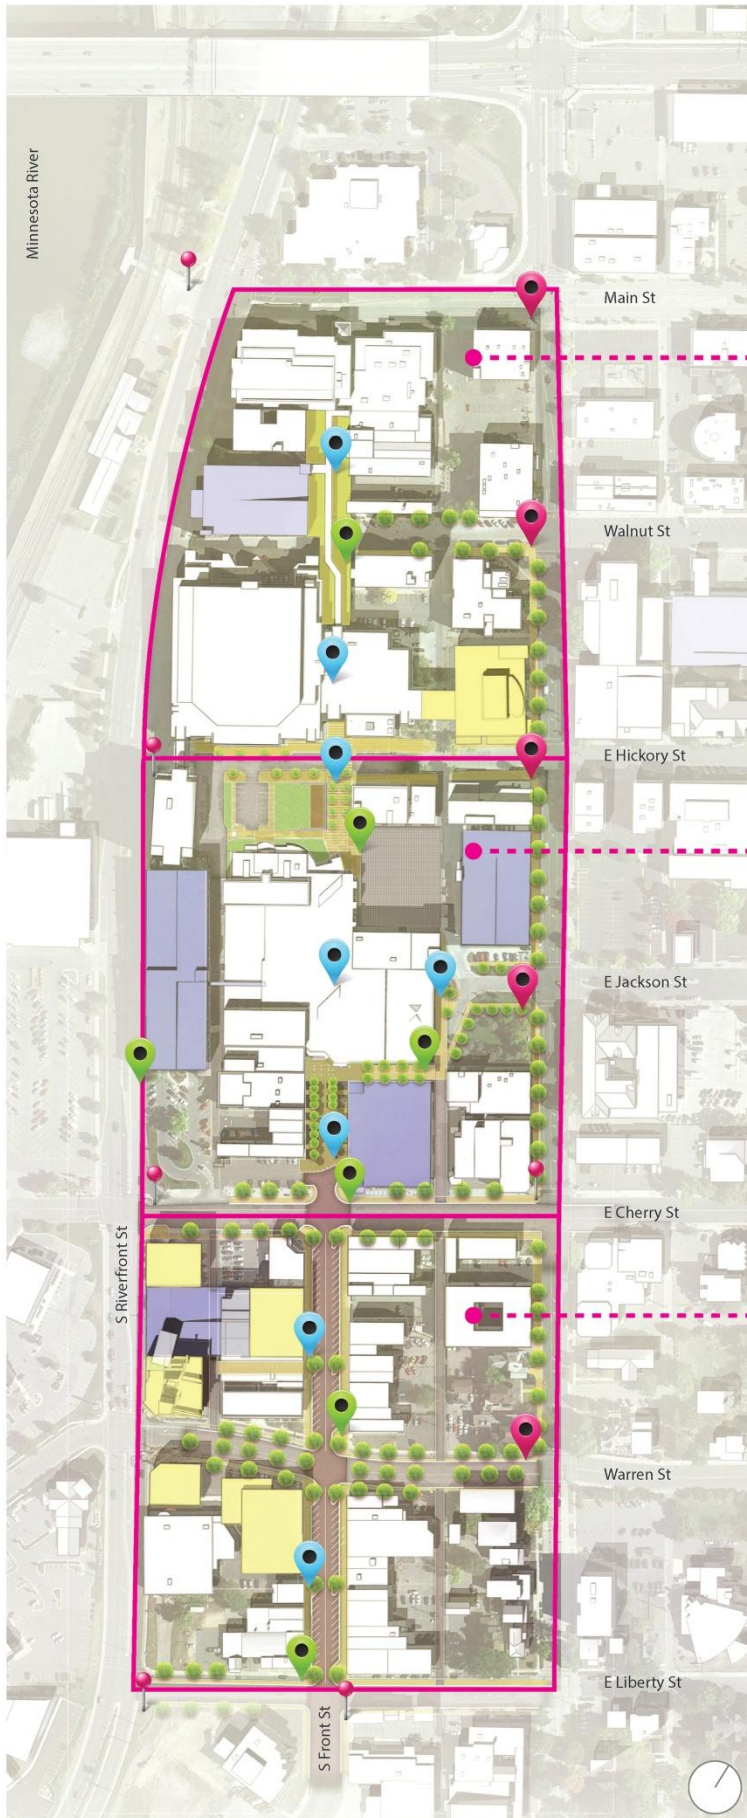 Minnesota River
Main St
Walnut St
E Hickory St
E Jackson St
E Cherry St
S Riverfront St
Warren St
E Liberty St
S Front St